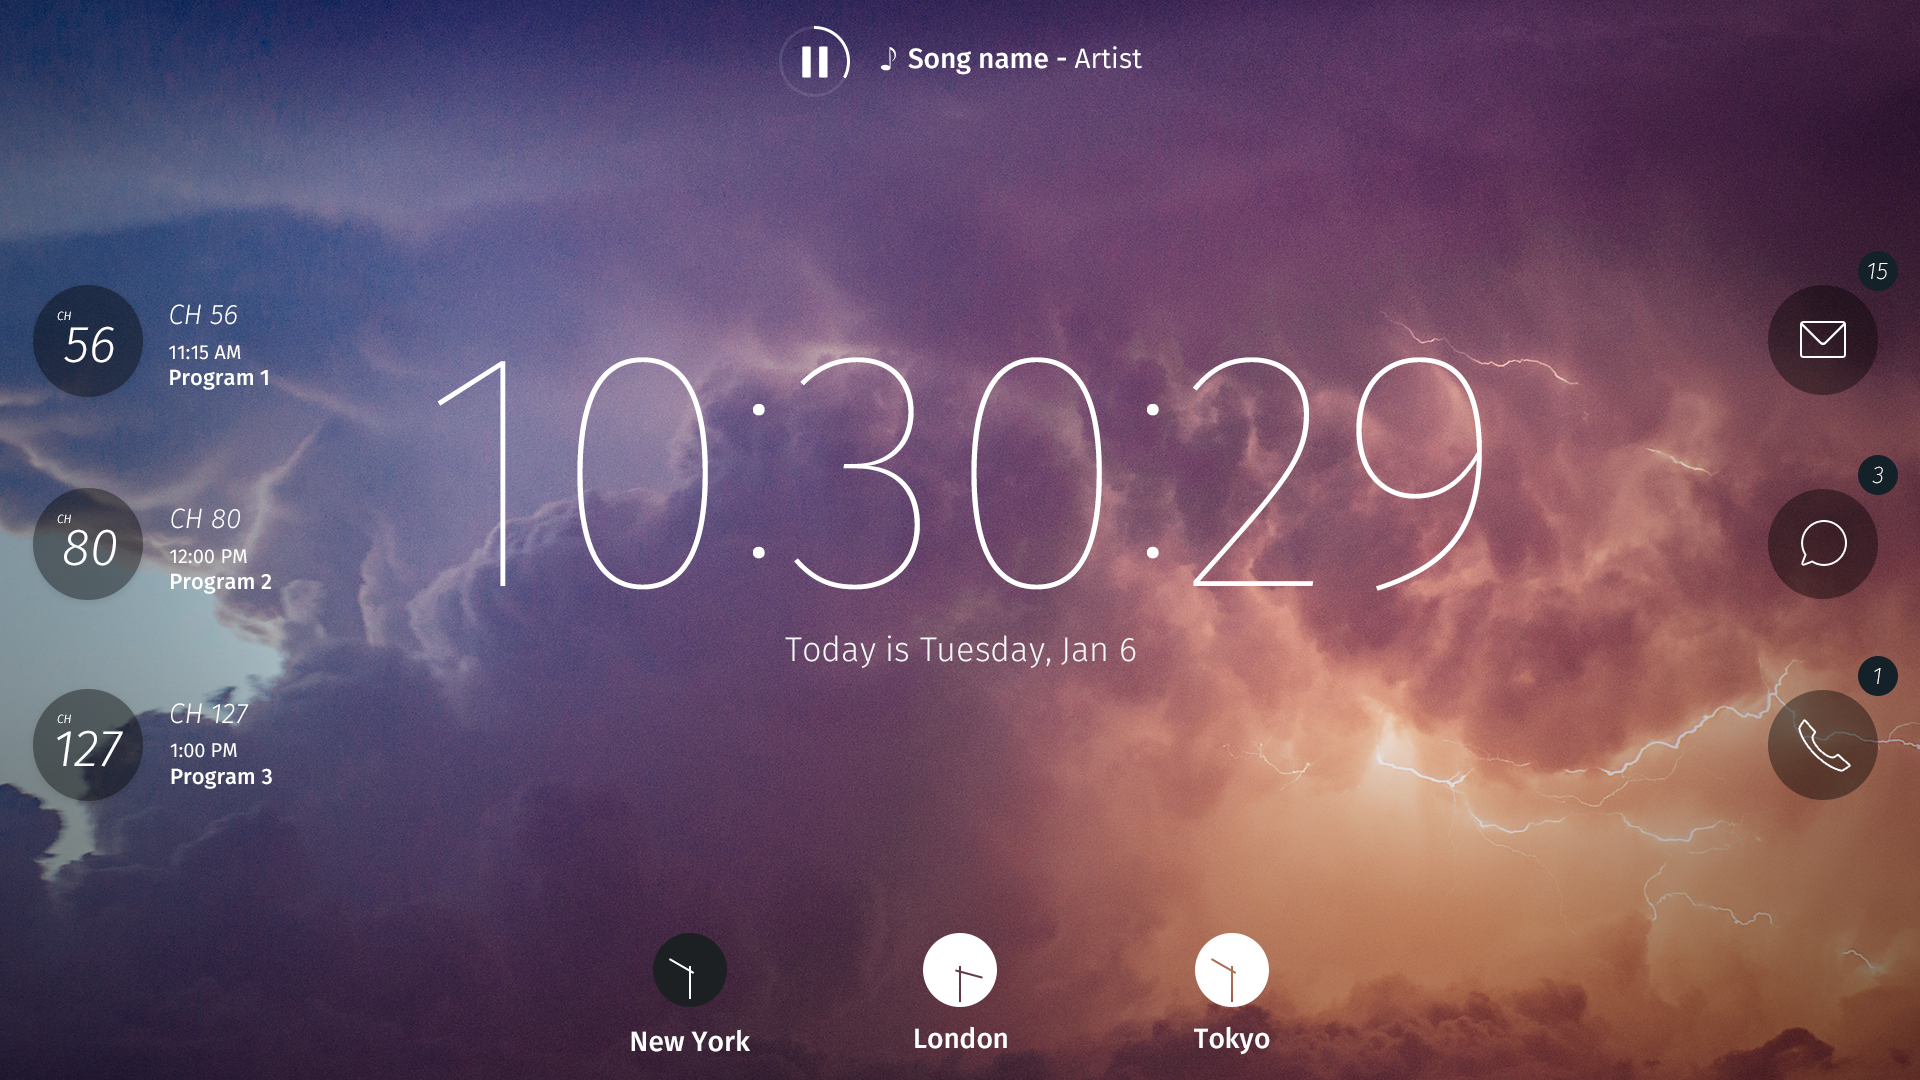 ♪ Song name - Artist
CH
56
CH 56
11:15 AM
Program 1
CH
80
CH 80
12:00 PM
Program 2
CH
127
CH 127
1:00 PM
Program 3
10:30:29
Today is Tuesday, Jan 6
15
3
1
New York
London
Tokyo